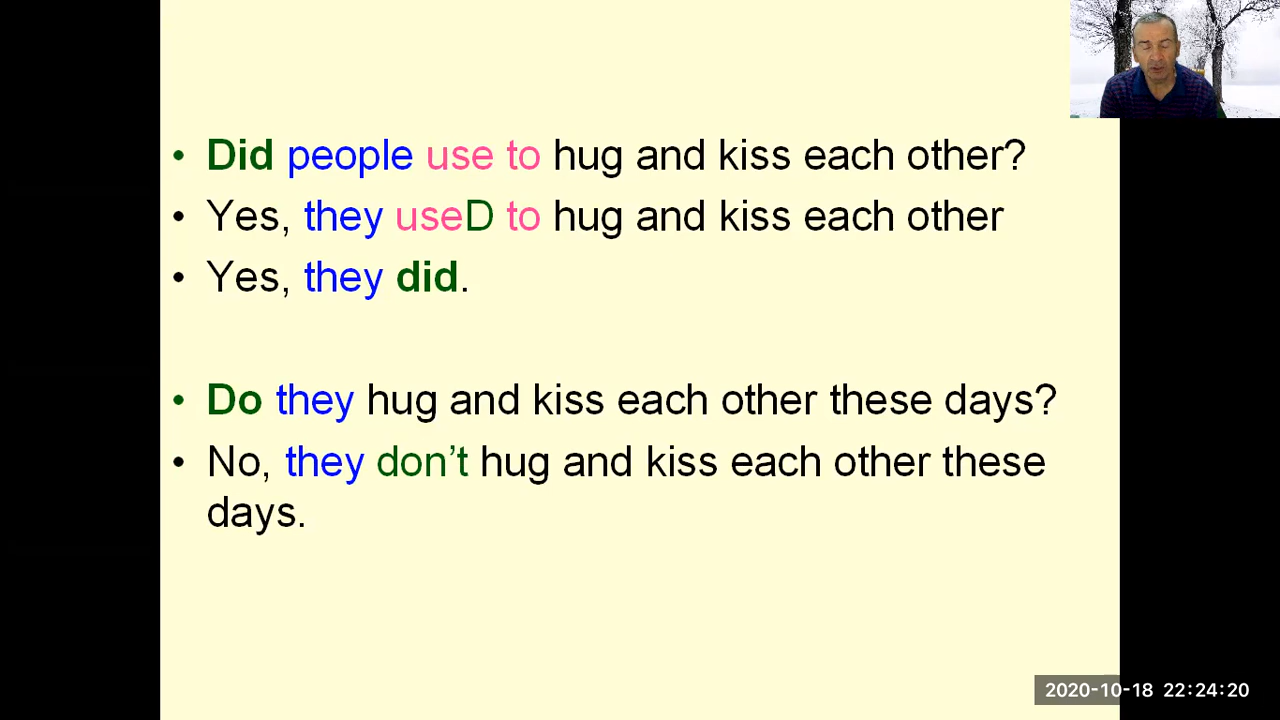 • Did people use to hug and kiss each other?
• Yes, they useD to hug and kiss each other
• Yes, they did.
• Do they hug and kiss each other these days?
• No, they don’t hug and kiss each other these
days.
2020-10-18 22:24:20